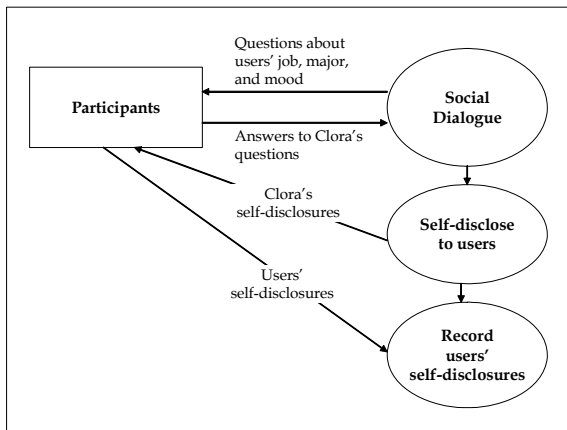 Questions about
users' job, major,
and mood
Participants
Social
Dialogue
Answers to Clora's
questions
Clora's
self-disclosures
Self-disclose
to users
Users'
self-disclosures
Record
users'
self-disclosures